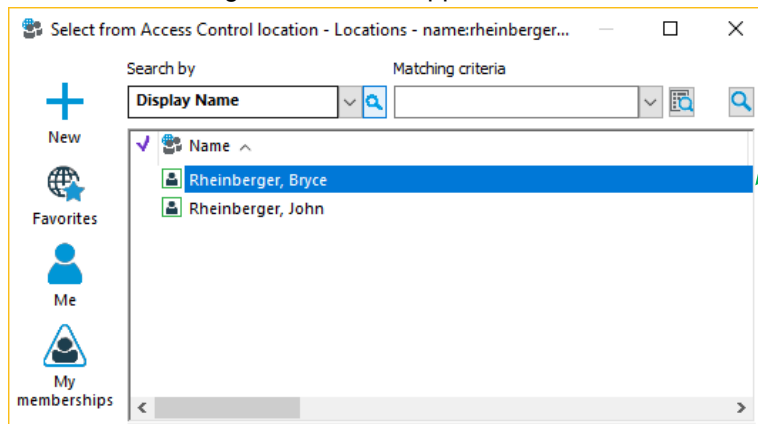 Select from Access Control location - Locations - name:rheinberger...
Search by
Matching criteria
Display Name
New
Favorites
Me
My
memberships
Name
Rheinberger, Bryce
Rheinberger, John